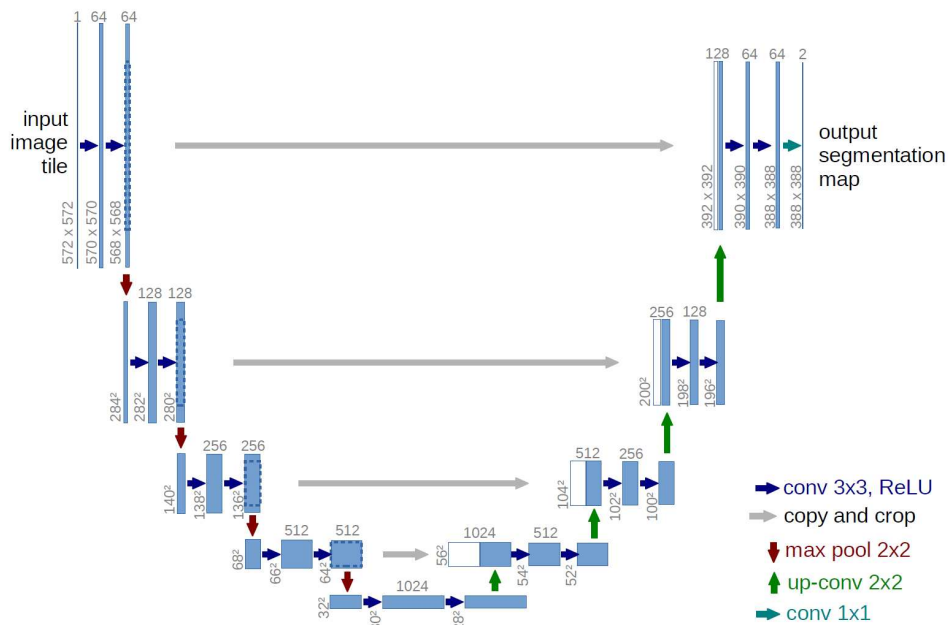 1 64 64
input
image
tile
572 x 572
570 x 570
568 x 568
128 64 64 2
output
segmentation
map
392 x 392
390 x 390
388 x 388
388 x 388
128 128
284²
282²
280²
256 128
200²
198²
196²
256 256
140²
138²
136²
512 256
104²
102²
100²
512 512
68²
66²
64²
1024 512
56²
54²
52²
1024
32²
conv 3x3, ReLU
copy and crop
max pool 2x2
up-conv 2x2
conv 1x1